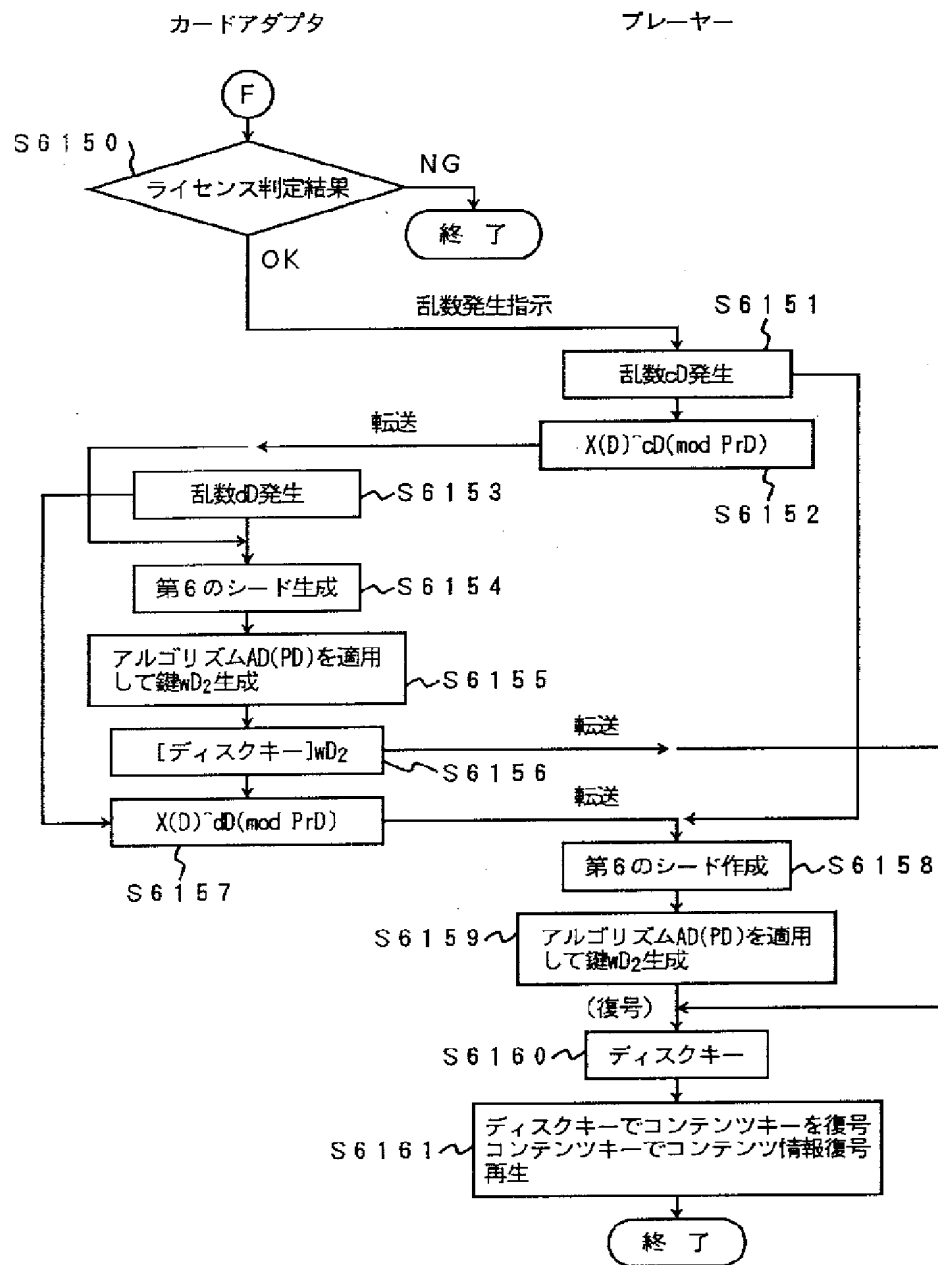 カードアダプタ
プレーヤー
F
S6150
ライセンス判定結果
NG
終 了
OK
乱数発生指示
S6151
乱数cD発生
転送
X(D)^cD(mod PrD)
S6152
乱数dD発生
S6153
第6のシード生成
S6154
アルゴリズムAD(PD)を適用
して鍵wD₂生成
S6155
[ディスクキー]wD₂
転送
S6156
転送
X(D)^dD(mod PrD)
S6157
第6のシード作成
S6158
S6159
アルゴリズムAD(PD)を適用
して鍵wD₂生成
(復号)
S6160
ディスクキー
S6161
ディスクキーでコンテンツキーを復号
コンテンツキーでコンテンツ情報復号
再生
終 了